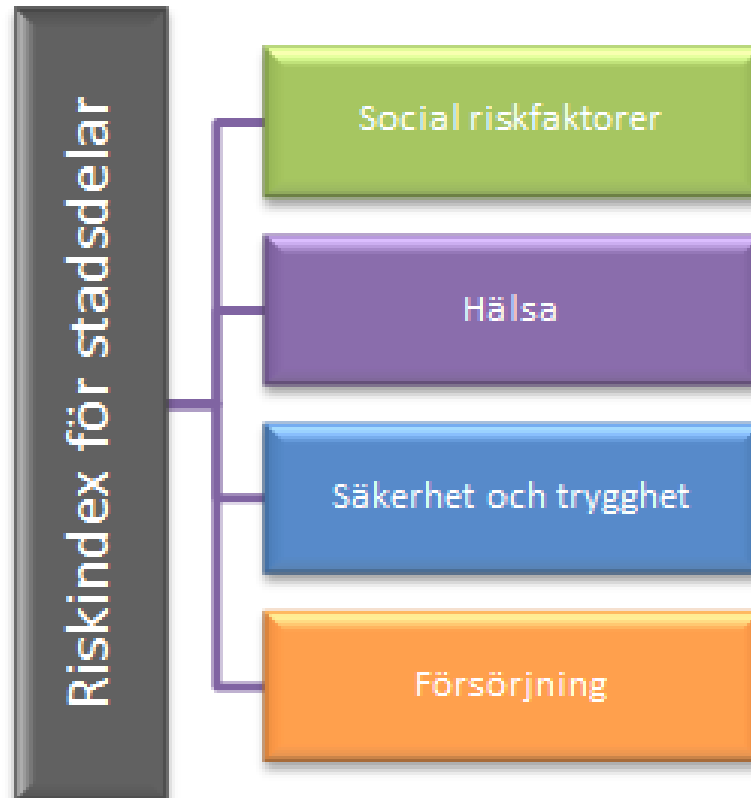 Riskindex för stadsdelar
Social riskfaktorer
Hälsa
Säkerhet och trygghet
Försörjning